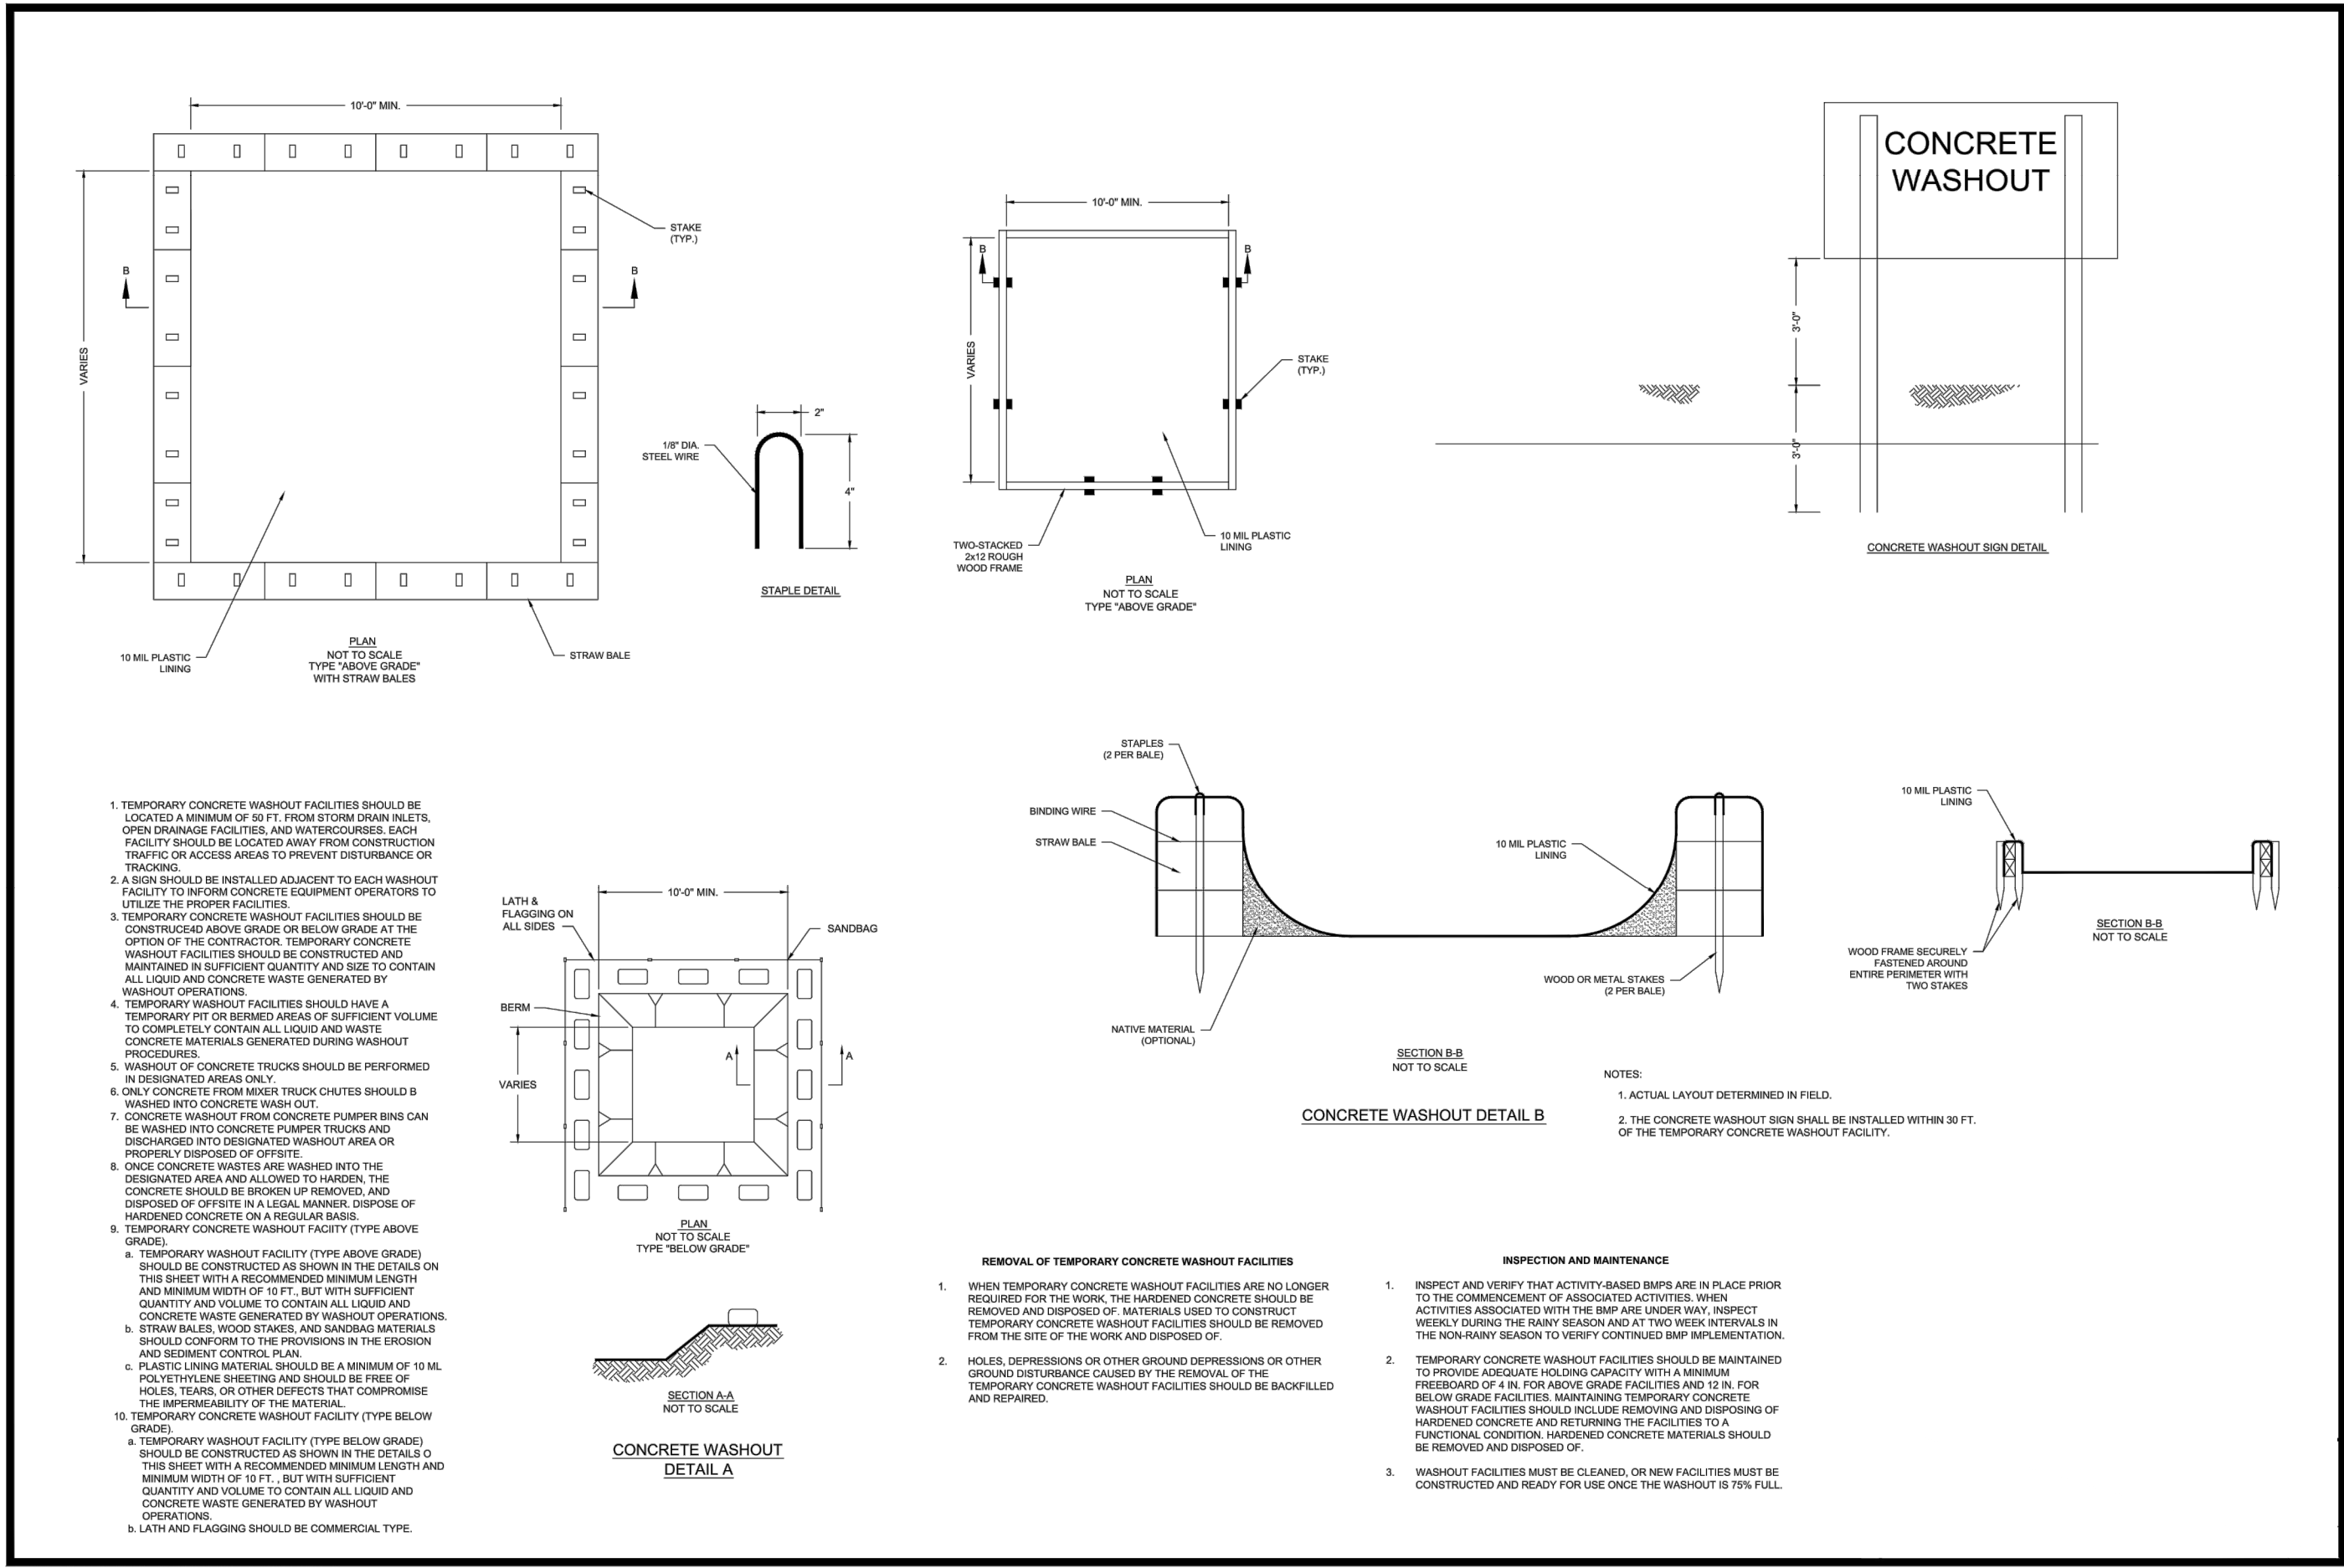 10'-0" MIN.
VARIES
B
B
STAKE
(TYP.)
10 MIL PLASTIC
LINING
STRAW BALE
PLAN
NOT TO SCALE
TYPE "ABOVE GRADE"
WITH STRAW BALES
2"
1/8" DIA.
STEEL WIRE
4"
STAPLE DETAIL
10'-0" MIN.
B
B
VARIES
STAKE
(TYP.)
TWO-STACKED
2x12 ROUGH
WOOD FRAME
10 MIL PLASTIC
LINING
PLAN
NOT TO SCALE
TYPE "ABOVE GRADE"
CONCRETE
WASHOUT
3'-0"
3'-0"
CONCRETE WASHOUT SIGN DETAIL
1. TEMPORARY CONCRETE WASHOUT FACILITIES SHOULD BE
LOCATED A MINIMUM OF 50 FT. FROM STORM DRAIN INLETS,
OPEN DRAINAGE FACILITIES, AND WATERCOURSES. EACH
FACILITY SHOULD BE LOCATED AWAY FROM CONSTRUCTION
TRAFFIC OR ACCESS AREAS TO PREVENT DISTURBANCE OR
TRACKING.
2. A SIGN SHOULD BE INSTALLED ADJACENT TO EACH WASHOUT
FACILITY TO INFORM CONCRETE EQUIPMENT OPERATORS TO
UTILIZE THE PROPER FACILITIES.
3. TEMPORARY CONCRETE WASHOUT FACILITIES SHOULD BE
CONSTRUCE4D ABOVE GRADE OR BELOW GRADE AT THE
OPTION OF THE CONTRACTOR. TEMPORARY CONCRETE
WASHOUT FACILITIES SHOULD BE CONSTRUCTED AND
MAINTAINED IN SUFFICIENT QUANTITY AND SIZE TO CONTAIN
ALL LIQUID AND CONCRETE WASTE GENERATED BY
WASHOUT OPERATIONS.
4. TEMPORARY WASHOUT FACILITIES SHOULD HAVE A
TEMPORARY PIT OR BERMED AREAS OF SUFFICIENT VOLUME
TO COMPLETELY CONTAIN ALL LIQUID AND WASTE
CONCRETE MATERIALS GENERATED DURING WASHOUT
PROCEDURES.
5. WASHOUT OF CONCRETE TRUCKS SHOULD BE PERFORMED
IN DESIGNATED AREAS ONLY.
6. ONLY CONCRETE FROM MIXER TRUCK CHUTES SHOULD B
WASHED INTO CONCRETE WASH OUT.
7. CONCRETE WASHOUT FROM CONCRETE PUMPER BINS CAN
BE WASHED INTO CONCRETE PUMPER TRUCKS AND
DISCHARGED INTO DESIGNATED WASHOUT AREA OR
PROPERLY DISPOSED OF OFFSITE.
8. ONCE CONCRETE WASTES ARE WASHED INTO THE
DESIGNATED AREA AND ALLOWED TO HARDEN, THE
CONCRETE SHOULD BE BROKEN UP REMOVED, AND
DISPOSED OF OFFSITE IN A LEGAL MANNER. DISPOSE OF
HARDENED CONCRETE ON A REGULAR BASIS.
9. TEMPORARY CONCRETE WASHOUT FACIITY (TYPE ABOVE
GRADE).
a. TEMPORARY WASHOUT FACILITY (TYPE ABOVE GRADE)
SHOULD BE CONSTRUCTED AS SHOWN IN THE DETAILS ON
THIS SHEET WITH A RECOMMENDED MINIMUM LENGTH
AND MINIMUM WIDTH OF 10 FT., BUT WITH SUFFICIENT
QUANTITY AND VOLUME TO CONTAIN ALL LIQUID AND
CONCRETE WASTE GENERATED BY WASHOUT OPERATIONS.
b. STRAW BALES, WOOD STAKES, AND SANDBAG MATERIALS
SHOULD CONFORM TO THE PROVISIONS IN THE EROSION
AND SEDIMENT CONTROL PLAN.
c. PLASTIC LINING MATERIAL SHOULD BE A MINIMUM OF 10 ML
POLYETHYLENE SHEETING AND SHOULD BE FREE OF
HOLES, TEARS, OR OTHER DEFECTS THAT COMPROMISE
THE IMPERMEABILITY OF THE MATERIAL.
10. TEMPORARY CONCRETE WASHOUT FACILITY (TYPE BELOW
GRADE).
a. TEMPORARY WASHOUT FACILITY (TYPE BELOW GRADE)
SHOULD BE CONSTRUCTED AS SHOWN IN THE DETAILS O
THIS SHEET WITH A RECOMMENDED MINIMUM LENGTH AND
MINIMUM WIDTH OF 10 FT. , BUT WITH SUFFICIENT
QUANTITY AND VOLUME TO CONTAIN ALL LIQUID AND
CONCRETE WASTE GENERATED BY WASHOUT
OPERATIONS.
b. LATH AND FLAGGING SHOULD BE COMMERCIAL TYPE.
10'-0" MIN.
LATH &
FLAGGING ON
ALL SIDES
SANDBAG
BERM
VARIES
A
A
PLAN
NOT TO SCALE
TYPE "BELOW GRADE"
SECTION A-A
NOT TO SCALE
CONCRETE WASHOUT
DETAIL A
STAPLES
(2 PER BALE)
BINDING WIRE
STRAW BALE
10 MIL PLASTIC
LINING
WOOD OR METAL STAKES
(2 PER BALE)
NATIVE MATERIAL
(OPTIONAL)
SECTION B-B
NOT TO SCALE
CONCRETE WASHOUT DETAIL B
10 MIL PLASTIC
LINING
WOOD FRAME SECURELY
FASTENED AROUND
ENTIRE PERIMETER WITH
TWO STAKES
SECTION B-B
NOT TO SCALE
NOTES:
1. ACTUAL LAYOUT DETERMINED IN FIELD.
2. THE CONCRETE WASHOUT SIGN SHALL BE INSTALLED WITHIN 30 FT.
OF THE TEMPORARY CONCRETE WASHOUT FACILITY.
REMOVAL OF TEMPORARY CONCRETE WASHOUT FACILITIES
1. WHEN TEMPORARY CONCRETE WASHOUT FACILITIES ARE NO LONGER
REQUIRED FOR THE WORK, THE HARDENED CONCRETE SHOULD BE
REMOVED AND DISPOSED OF. MATERIALS USED TO CONSTRUCT
TEMPORARY CONCRETE WASHOUT FACILITIES SHOULD BE REMOVED
FROM THE SITE OF THE WORK AND DISPOSED OF.
2. HOLES, DEPRESSIONS OR OTHER GROUND DEPRESSIONS OR OTHER
GROUND DISTURBANCE CAUSED BY THE REMOVAL OF THE
TEMPORARY CONCRETE WASHOUT FACILITIES SHOULD BE BACKFILLED
AND REPAIRED.
INSPECTION AND MAINTENANCE
1. INSPECT AND VERIFY THAT ACTIVITY-BASED BMPS ARE IN PLACE PRIOR
TO THE COMMENCEMENT OF ASSOCIATED ACTIVITIES. WHEN
ACTIVITIES ASSOCIATED WITH THE BMP ARE UNDER WAY, INSPECT
WEEKLY DURING THE RAINY SEASON AND AT TWO WEEK INTERVALS IN
THE NON-RAINY SEASON TO VERIFY CONTINUED BMP IMPLEMENTATION.
2. TEMPORARY CONCRETE WASHOUT FACILITIES SHOULD BE MAINTAINED
TO PROVIDE ADEQUATE HOLDING CAPACITY WITH A MINIMUM
FREEBOARD OF 4 IN. FOR ABOVE GRADE FACILITIES AND 12 IN. FOR
BELOW GRADE FACILITIES. MAINTAINING TEMPORARY CONCRETE
WASHOUT FACILITIES SHOULD INCLUDE REMOVING AND DISPOSING OF
HARDENED CONCRETE AND RETURNING THE FACILITIES TO A
FUNCTIONAL CONDITION. HARDENED CONCRETE MATERIALS SHOULD
BE REMOVED AND DISPOSED OF.
3. WASHOUT FACILITIES MUST BE CLEANED, OR NEW FACILITIES MUST BE
CONSTRUCTED AND READY FOR USE ONCE THE WASHOUT IS 75% FULL.